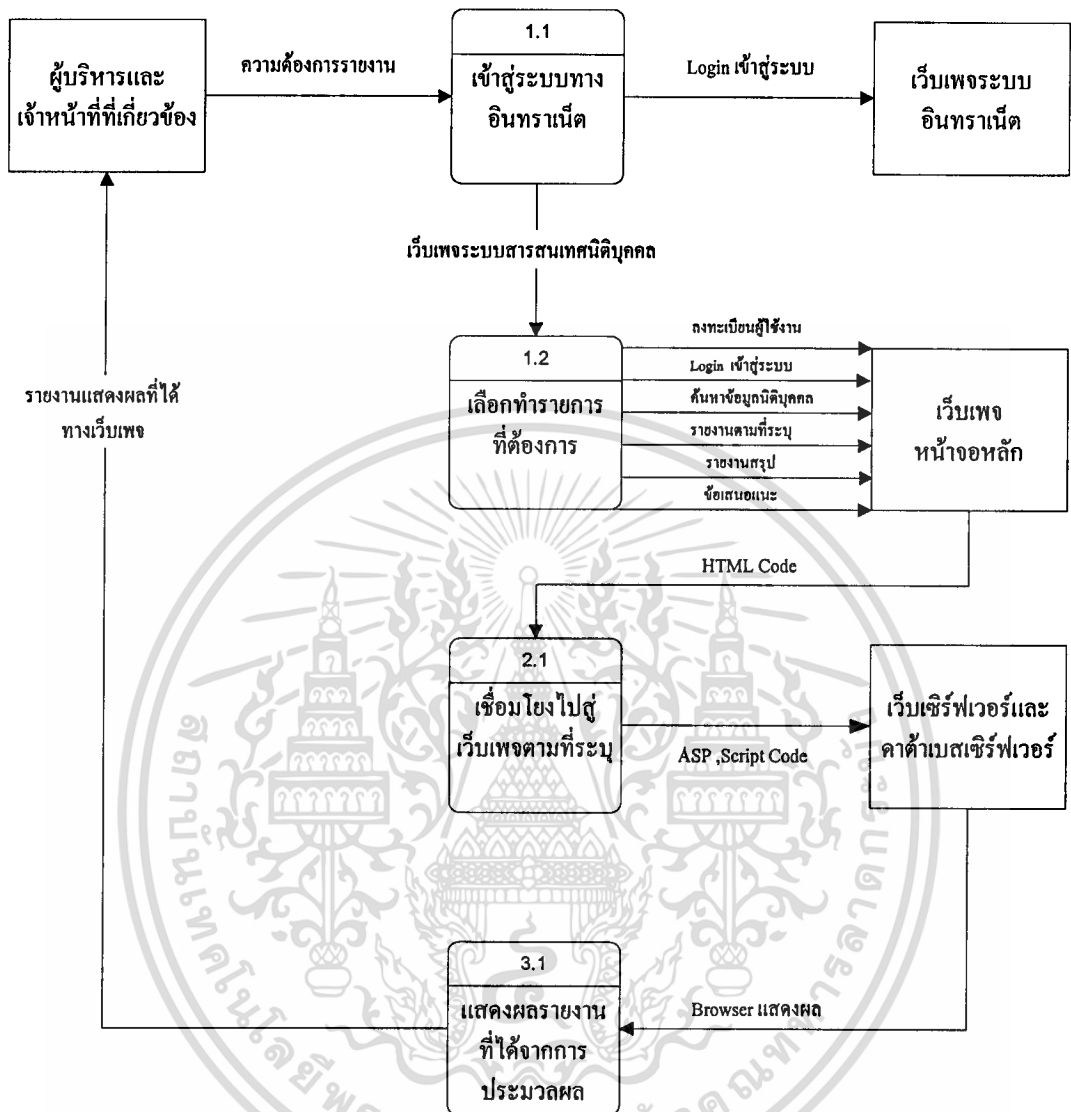 ผู้บริหารและ
เจ้าหน้าที่ที่เกี่ยวข้อง
ความต้องการรายงาน
1.1
เข้าสู่ระบบทาง
อินทราเน็ต
Login เข้าสู่ระบบ
เว็บเพจระบบ
อินทราเน็ต
เว็บเพจระบบสารสนเทศนิติบุคคล
1.2
เลือกทำรายการ
ที่ต้องการ
ลงทะเบียนผู้ใช้งาน
Login เข้าสู่ระบบ
ค้นหาข้อมูลนิติบุคคล
รายงานตามที่ระบุ
รายงานสรุป
ข้อเสนอแนะ
เว็บเพจ
หน้าจอหลัก
รายงานแสดงผลที่ได้
ทางเว็บเพจ
HTML Code
2.1
เชื่อมโยงไปสู่
เว็บเพจตามที่ระบุ
ASP ,Script Code
เว็บเซิร์ฟเวอร์และ
ดาต้าเบสเซิร์ฟเวอร์
3.1
แสดงผลรายงาน
ที่ได้จากการ
ประมวลผล
Browser แสดงผล